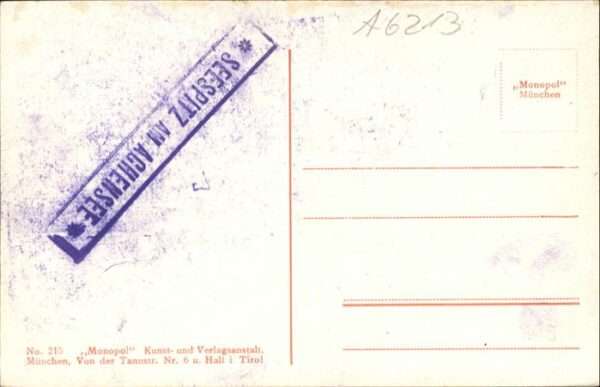 A6213
* SEESPITZ AM ACHENSEE *
„Monopol“
München
No. 215 „Monopol“ Kunst- und Verlagsanstalt,
München, Von der Tannstr. Nr. 6 u. Hall i Tirol